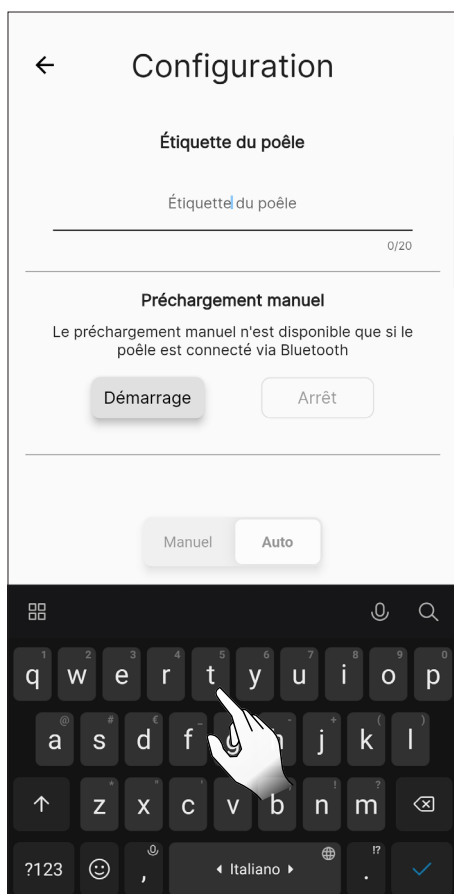 Configuration
Étiquette du poêle
Étiquette du poêle
0/20
Préchargement manuel
Le préchargement manuel n'est disponible que si le
poêle est connecté via Bluetooth
Démarrage Arrêt
Manuel Auto
1 2 3 4 5 6 7 8 9 0
q w e r t y u i o p
@ # € _ - + ( )
a s d f g h j k l
* " ' ! ?
z x c v b n m
!?
?123 , Italiano .